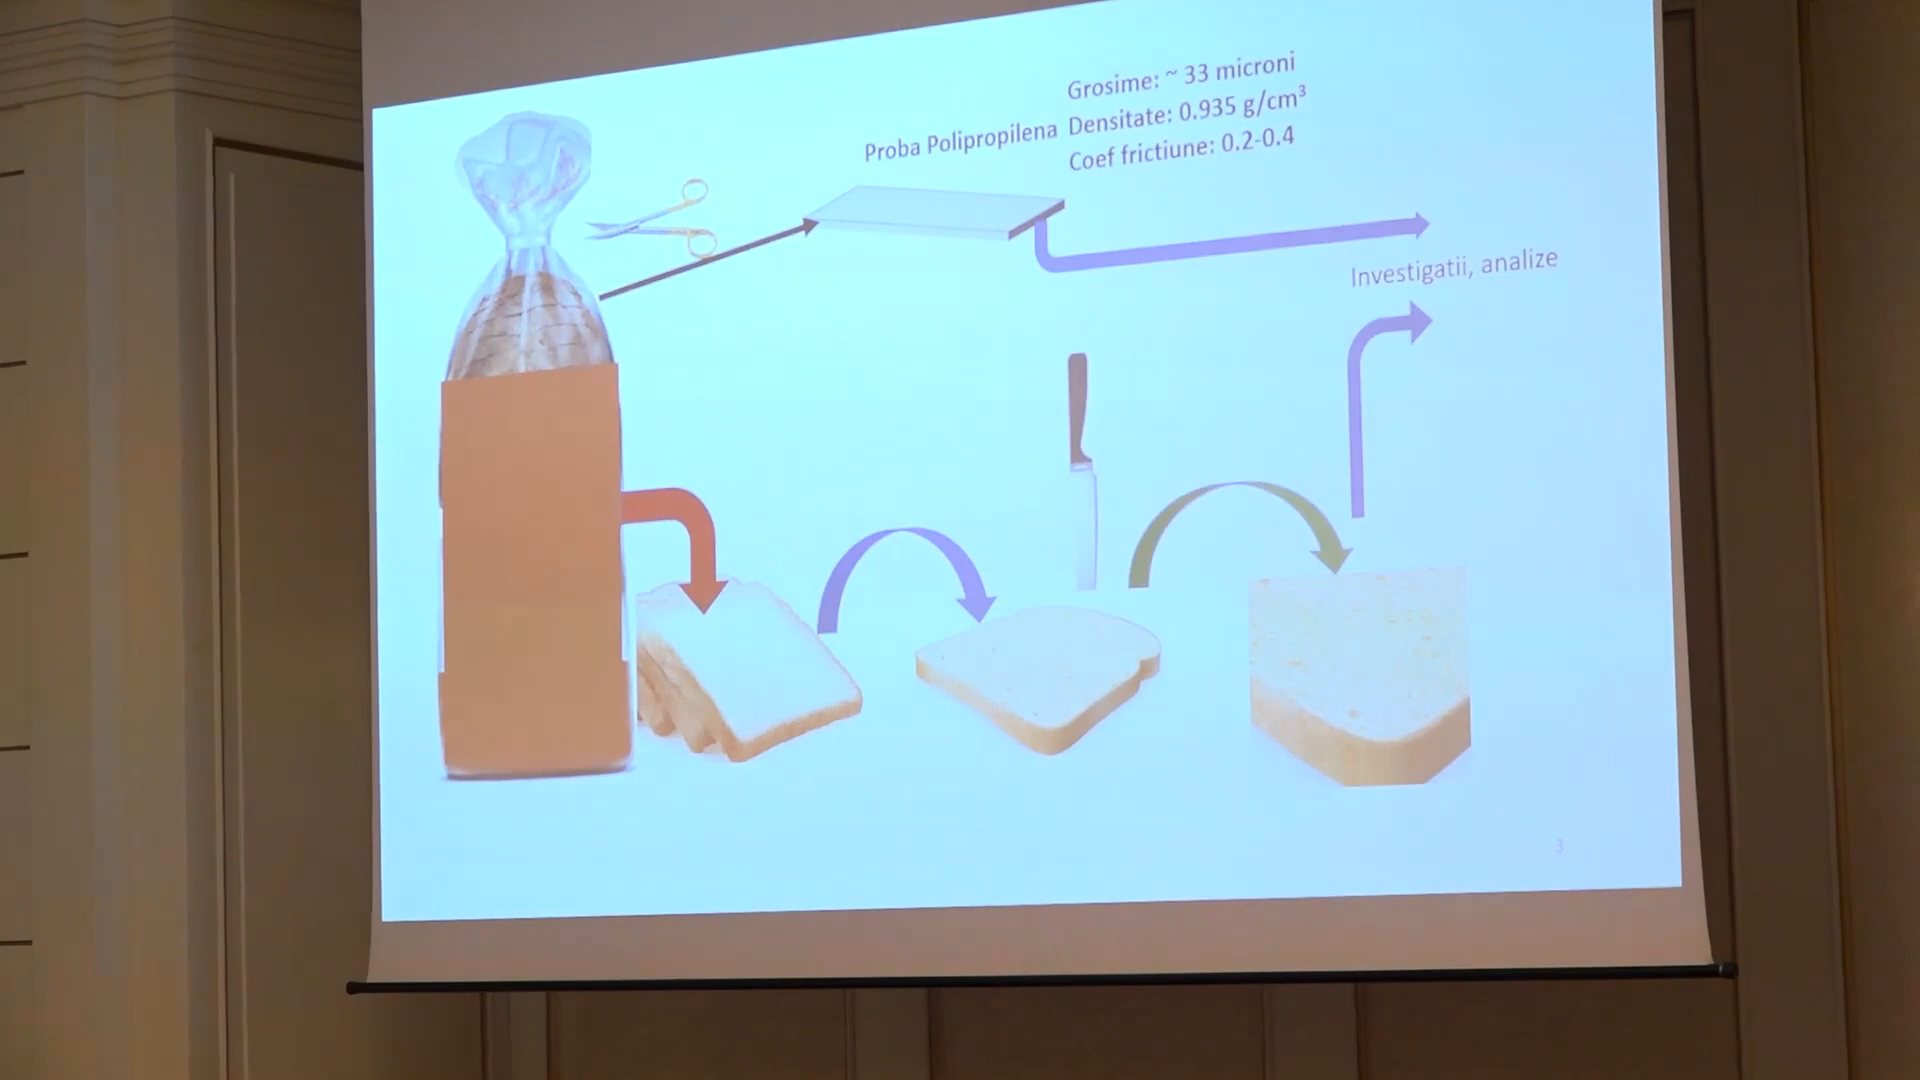 Grosime: ~ 33 microni
Proba Polipropilena Densitate: 0.935 g/cm³
Coef frictiune: 0.2-0.4
Investigatii, analize
3